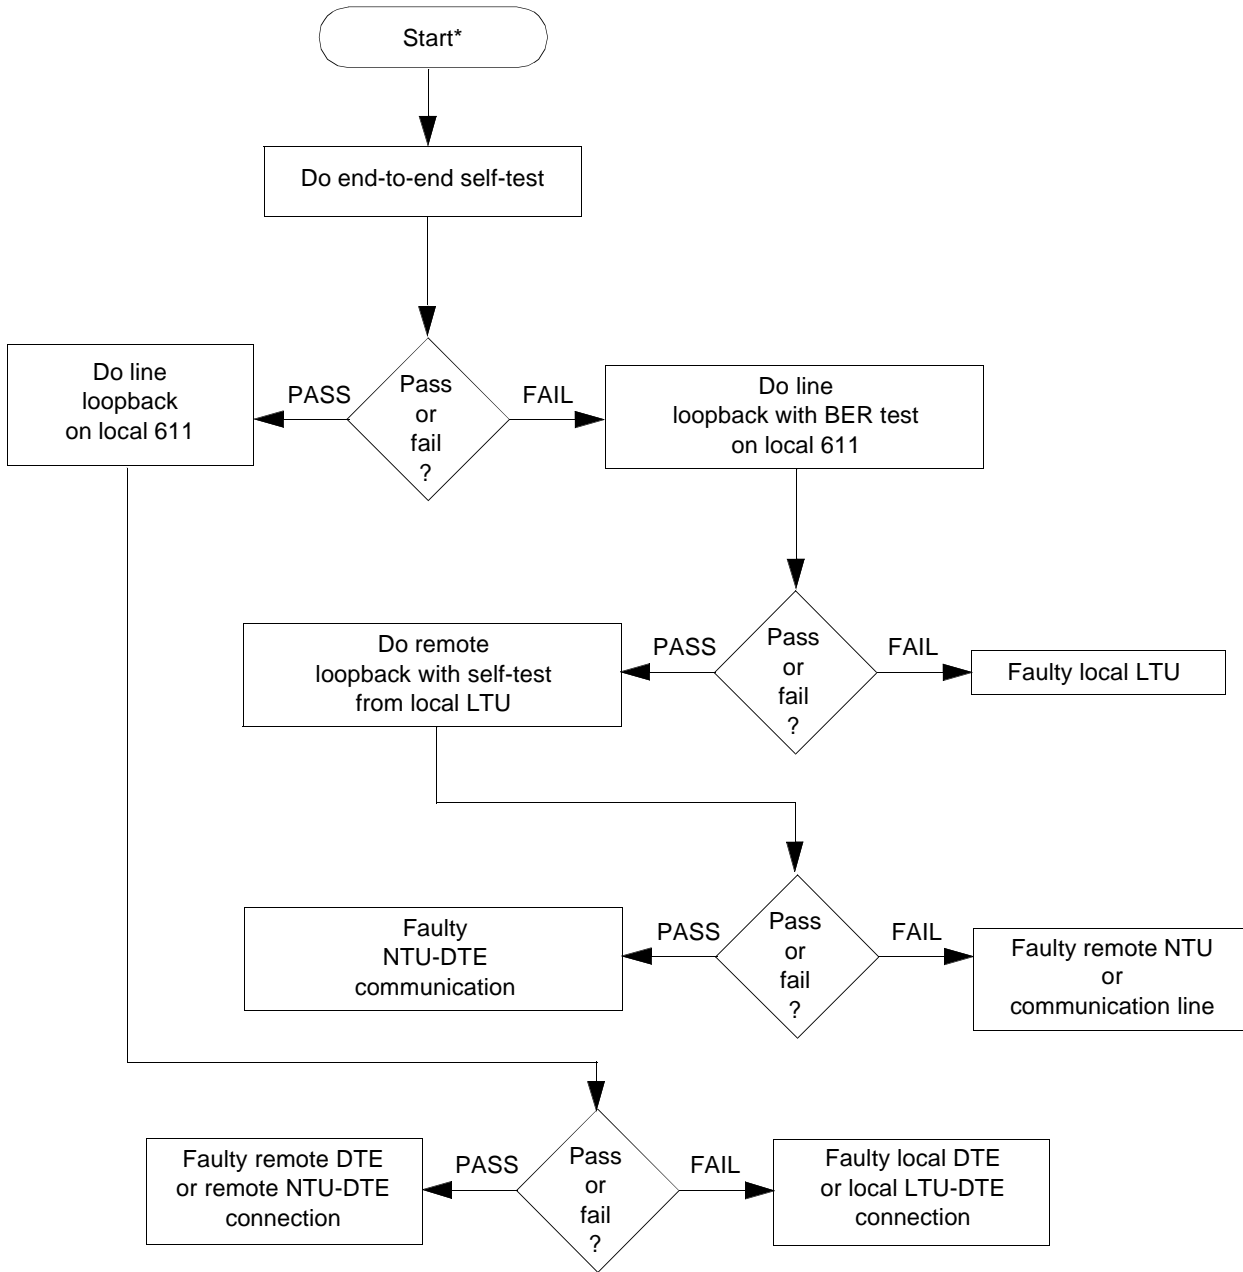 Start*
Do end-to-end self-test
Do line
loopback
on local 611
PASS
Pass
or
fail
?
FAIL
Do line
loopback with BER test
on local 611
Do remote
loopback with self-test
from local LTU
PASS
Pass
or
fail
?
FAIL
Faulty local LTU
Faulty
NTU-DTE
communication
PASS
Pass
or
fail
?
FAIL
Faulty remote NTU
or
communication line
Faulty remote DTE
or remote NTU-DTE
connection
PASS
Pass
or
fail
?
FAIL
Faulty local DTE
or local LTU-DTE
connection